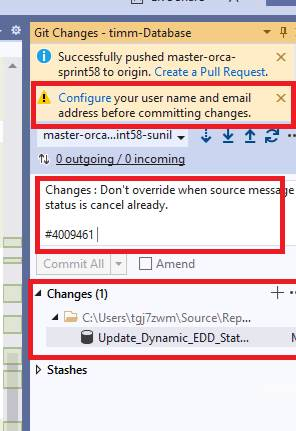 Git Changes - timm-Database
Successfully pushed master-orca-
sprint58 to origin. Create a Pull Request.
Configure your user name and email
address before committing changes.
master-orca...int58-sunil
0 outgoing / 0 incoming
Changes : Don't override when source message
status is cancel already.
#4009461
Commit All
Amend
Changes (1)
C:\Users\tgj7zwm\Source\Rep...
Update_Dynamic_EDD_Stat...
Stashes